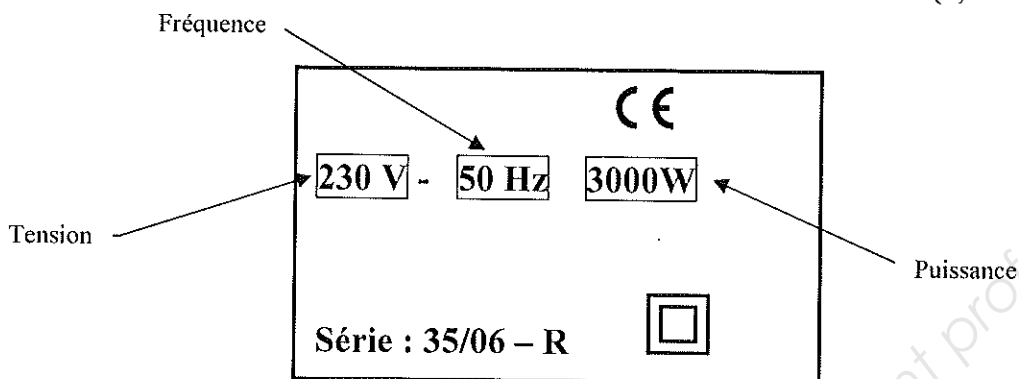 Fréquence
CE
230 V - 50 Hz 3000W
Tension
Puissance
Série : 35/06 – R